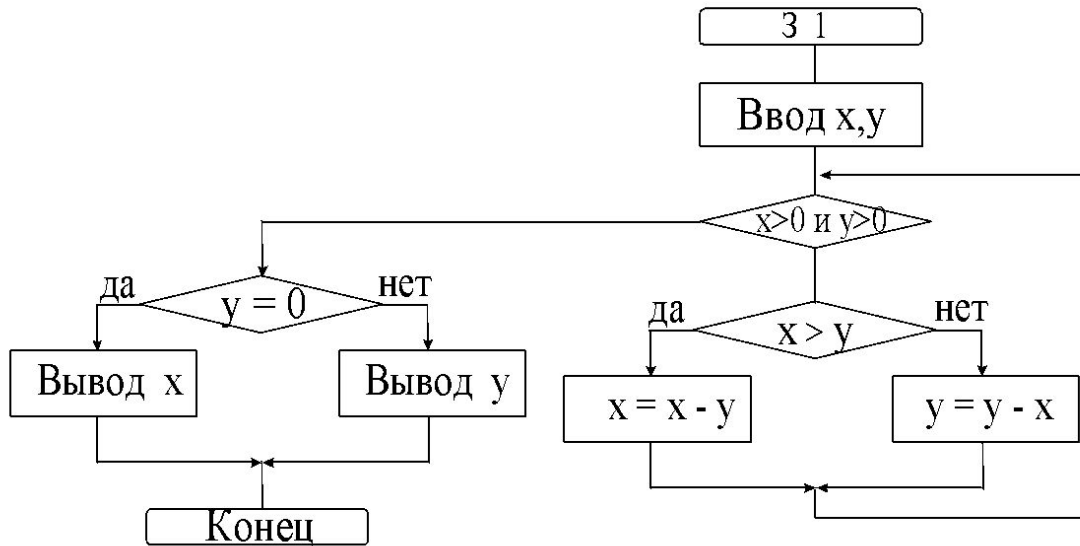 З 1
Ввод x,y
x>0 и y>0
да
y = 0
нет
да
x > y
нет
Вывод x
Вывод y
x = x - y
y = y - x
Конец